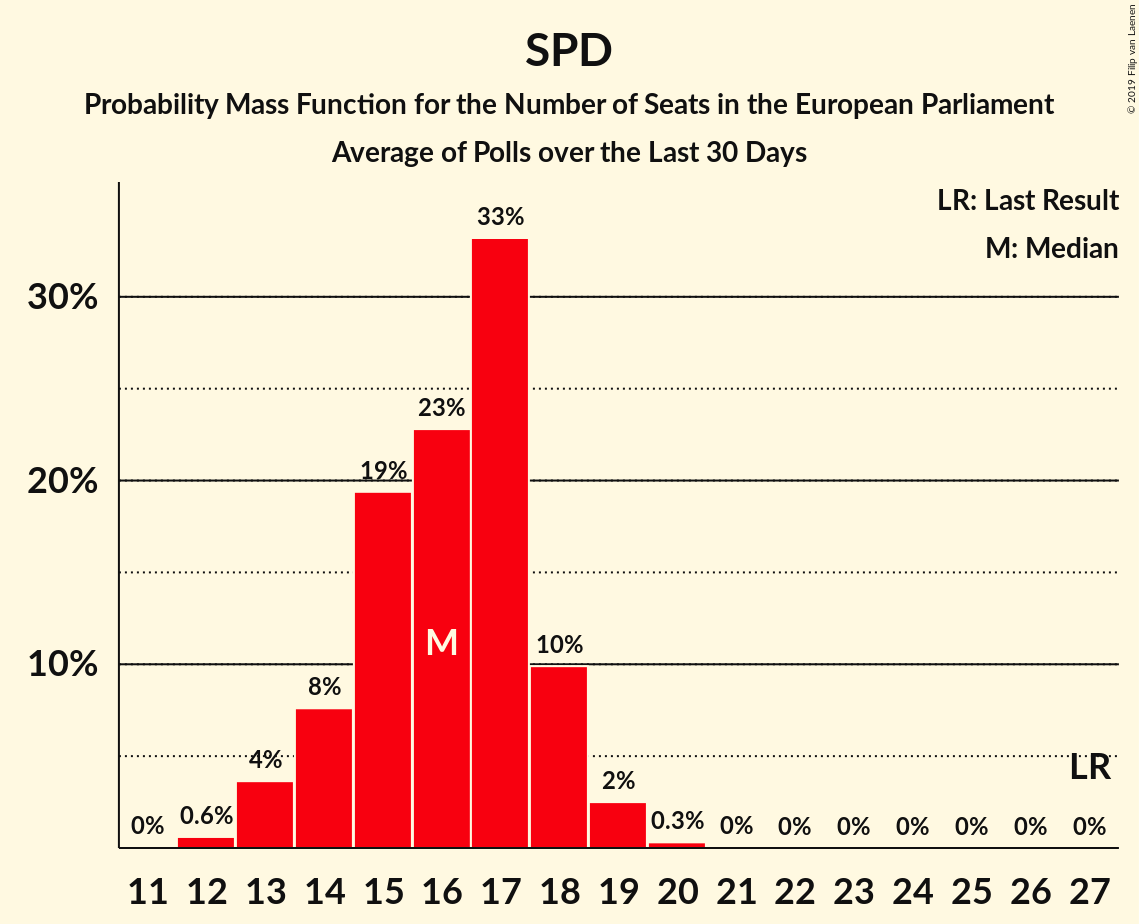 SPD
Probability Mass Function for the Number of Seats in the European Parliament
Average of Polls over the Last 30 Days
© 2019 Filip van Laenen
LR: Last Result
M: Median
33%
30%
23%
19%
20%
M
10%
10%
8%
4%
LR
2%
0% 0.6% 0.3% 0% 0% 0% 0% 0% 0% 0%
11 12 13 14 15 16 17 18 19 20 21 22 23 24 25 26 27